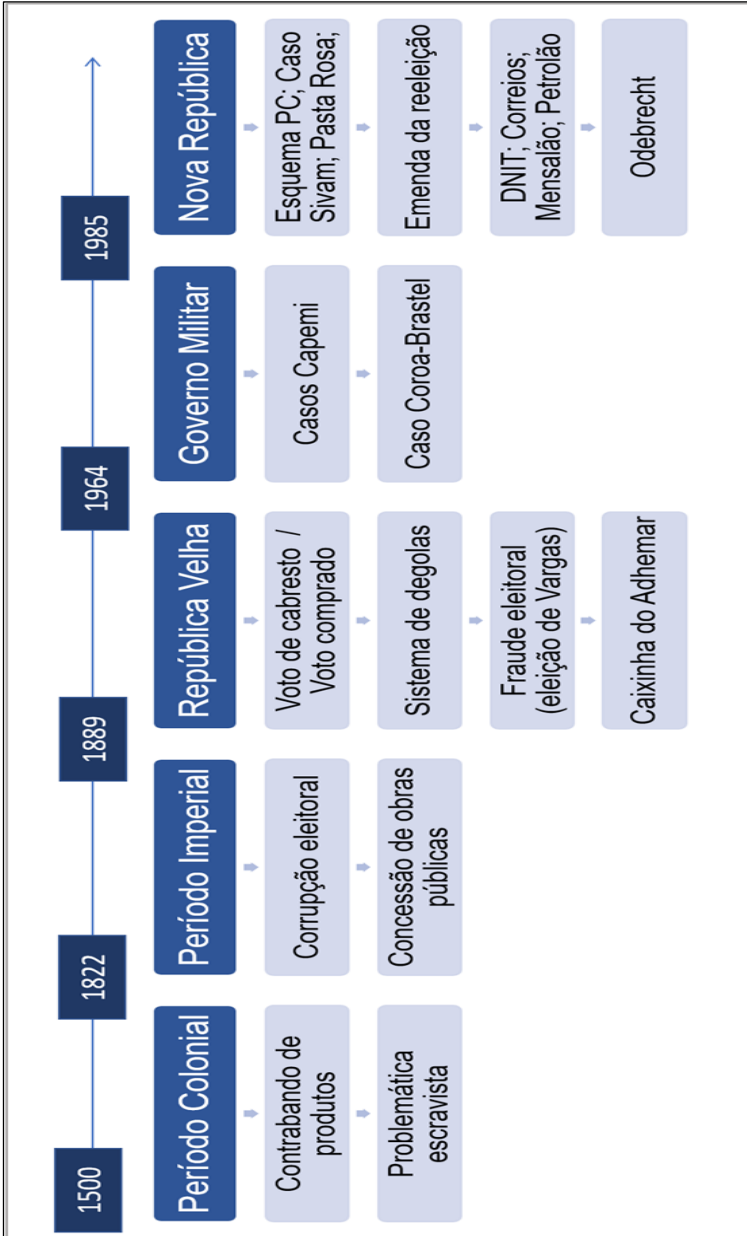 1500
1822
1889
1964
1985
Período Colonial
Contrabando de
produtos
Problemática
escravista
Período Imperial
Corrupção eleitoral
Concessão de obras
públicas
República Velha
Voto de cabresto /
Voto comprado
Sistema de degolas
Fraude eleitoral
(eleição de Vargas)
Caixinha do Adhemar
Governo Militar
Casos Capemi
Caso Coroa-Brastel
Nova República
Esquema PC; Caso
Sivam; Pasta Rosa;
Emenda da reeleição
DNIT; Correios;
Mensalão; Petrolão
Odebrecht